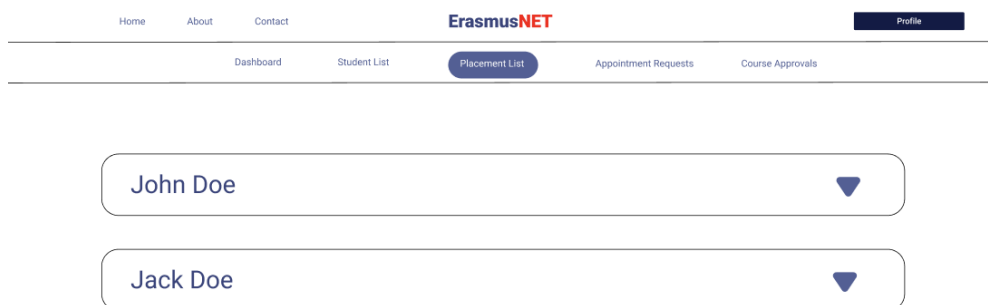 Home About Contact ErasmusNET Profile
Dashboard Student List Placement List Appointment Requests Course Approvals
John Doe
Jack Doe